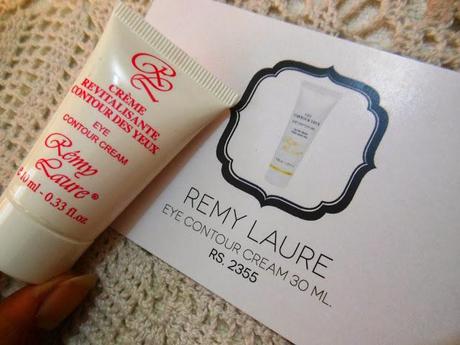 RL
CRÈME
REVITALISANTE
CONTOUR DES YEUX
EYE
CONTOUR CREAM
Rémy
Laure®
10 ml - 0.33 fl.oz
REMY LAURE
EYE CONTOUR CREAM 30 ML.
RS. 2355